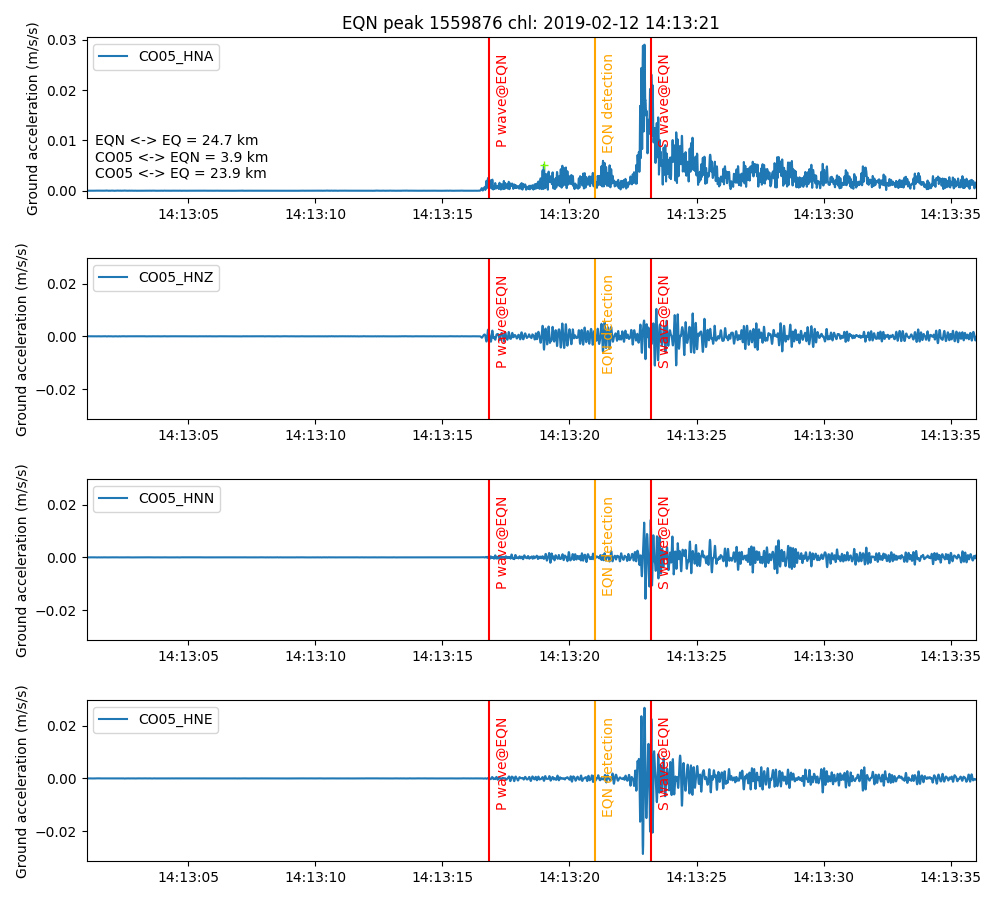 EQN peak 1559876 chl: 2019-02-12 14:13:21
Ground acceleration (m/s/s)
0.03
0.02
0.01
0.00
CO05_HNA
EQN <-> EQ = 24.7 km
CO05 <-> EQN = 3.9 km
CO05 <-> EQ = 23.9 km
P wave@EQN
EQN detection
S wave@EQN
14:13:05 14:13:10 14:13:15 14:13:20 14:13:25 14:13:30 14:13:35
Ground acceleration (m/s/s)
0.02
0.00
−0.02
CO05_HNZ
P wave@EQN
EQN detection
S wave@EQN
14:13:05 14:13:10 14:13:15 14:13:20 14:13:25 14:13:30 14:13:35
Ground acceleration (m/s/s)
0.02
0.00
−0.02
CO05_HNN
P wave@EQN
EQN detection
S wave@EQN
14:13:05 14:13:10 14:13:15 14:13:20 14:13:25 14:13:30 14:13:35
Ground acceleration (m/s/s)
0.02
0.00
−0.02
CO05_HNE
P wave@EQN
EQN detection
S wave@EQN
14:13:05 14:13:10 14:13:15 14:13:20 14:13:25 14:13:30 14:13:35